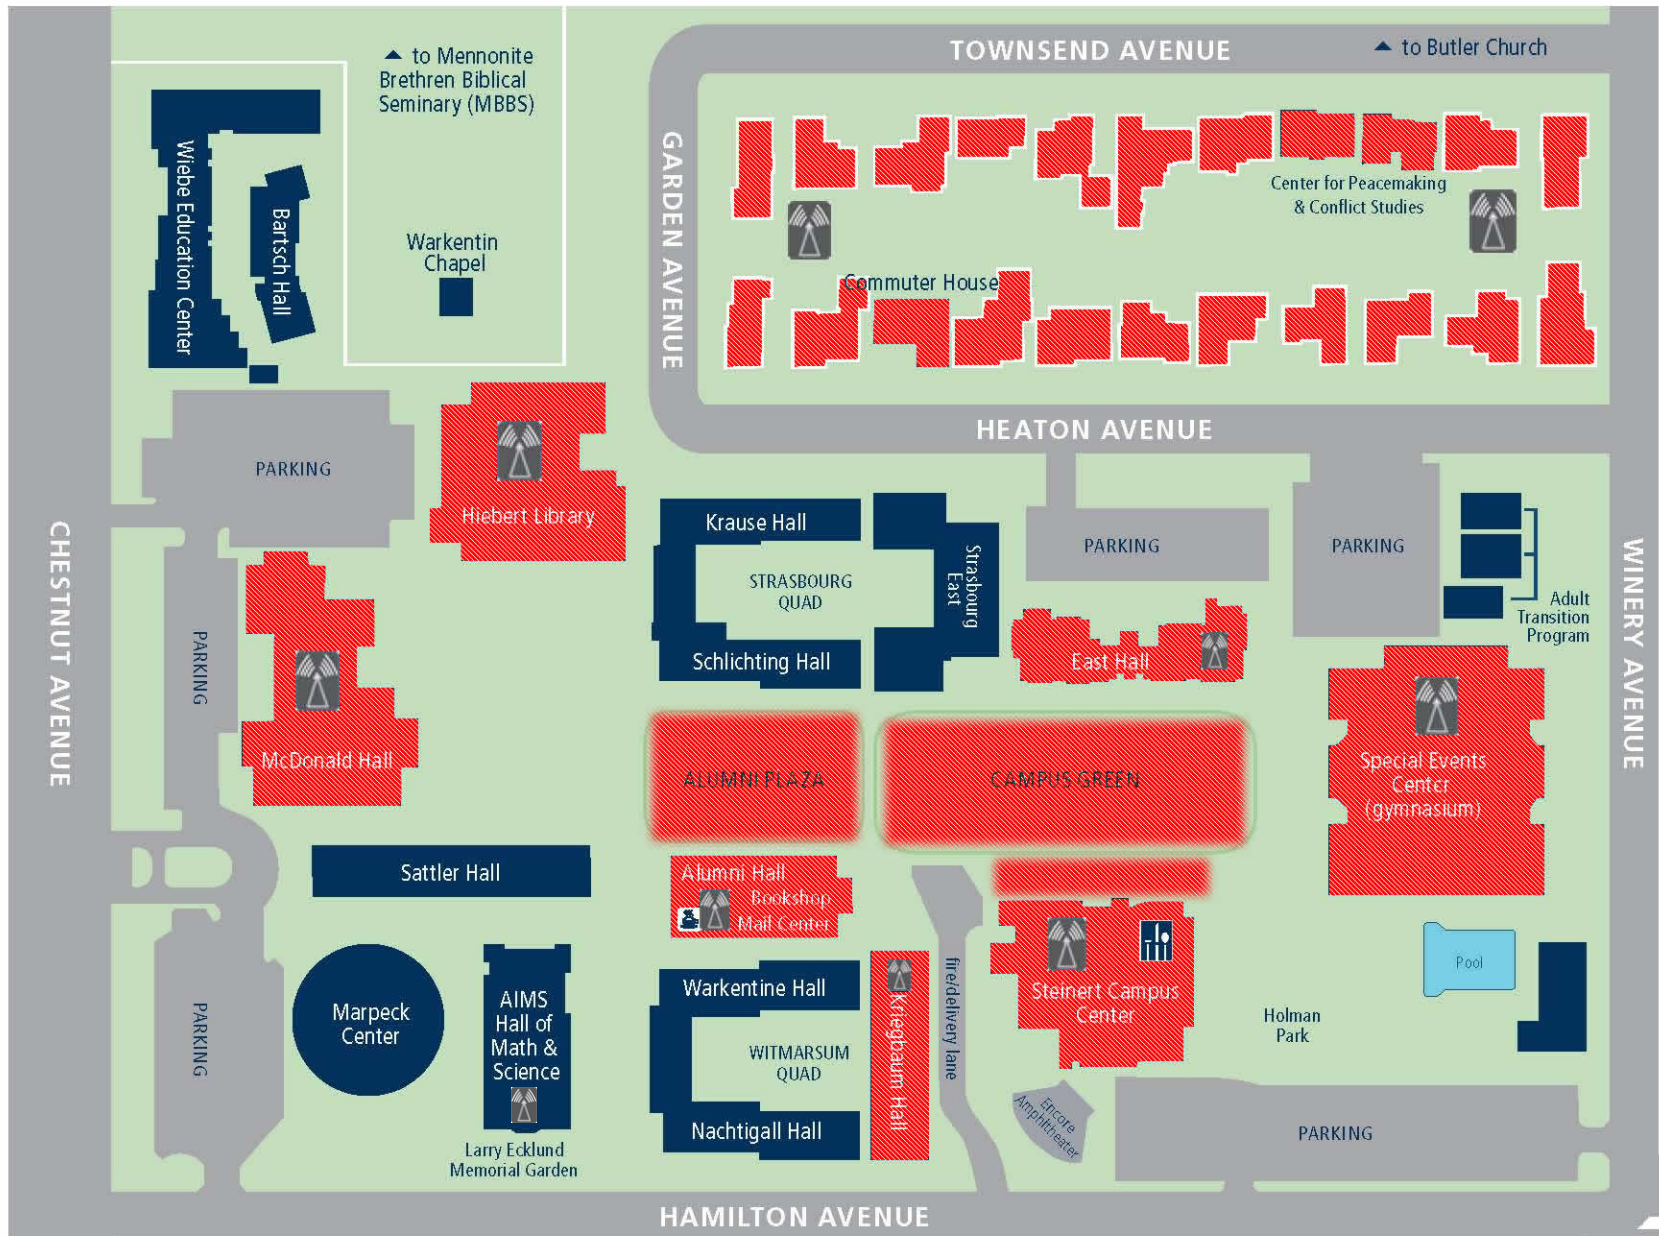 TOWNSEND AVENUE
to Butler Church
to Mennonite
Brethren Biblical
Seminary (MBBS)
GARDEN AVENUE
Wiebe Education Center
Bartsch Hall
Warkentin
Chapel
Center for Peacemaking
& Conflict Studies
Commuter House
HEATON AVENUE
PARKING
Hiebert Library
CHESTNUT AVENUE
WINERY AVENUE
Krause Hall
STRASBOURG
QUAD
Strasbourg
East
Schlichting Hall
PARKING
PARKING
Adult
Transition
Program
East Hall
PARKING
McDonald Hall
ALUMNI PLAZA
CAMPUS GREEN
Special Events
Center
(gymnasium)
Sattler Hall
Alumni Hall
Bookshop
Mail Center
fire/delivery lane
Steinert Campus
Center
Pool
Holman
Park
PARKING
Marpeck
Center
AIMS
Hall of
Math &
Science
Larry Ecklund
Memorial Garden
Warkentine Hall
WITMARSUM
QUAD
Nachtigall Hall
Kriegbaum Hall
Encore
Amphitheater
PARKING
HAMILTON AVENUE